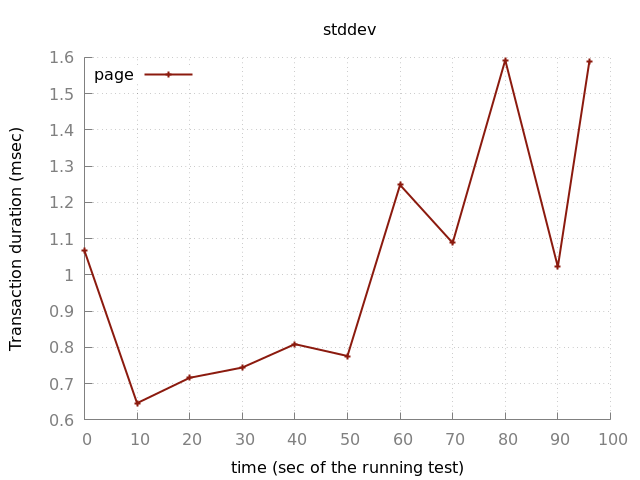 stddev
page
1.6
1.5
1.4
1.3
1.2
1.1
1
0.9
0.8
0.7
0.6
Transaction duration (msec)
0 10 20 30 40 50 60 70 80 90 100
time (sec of the running test)